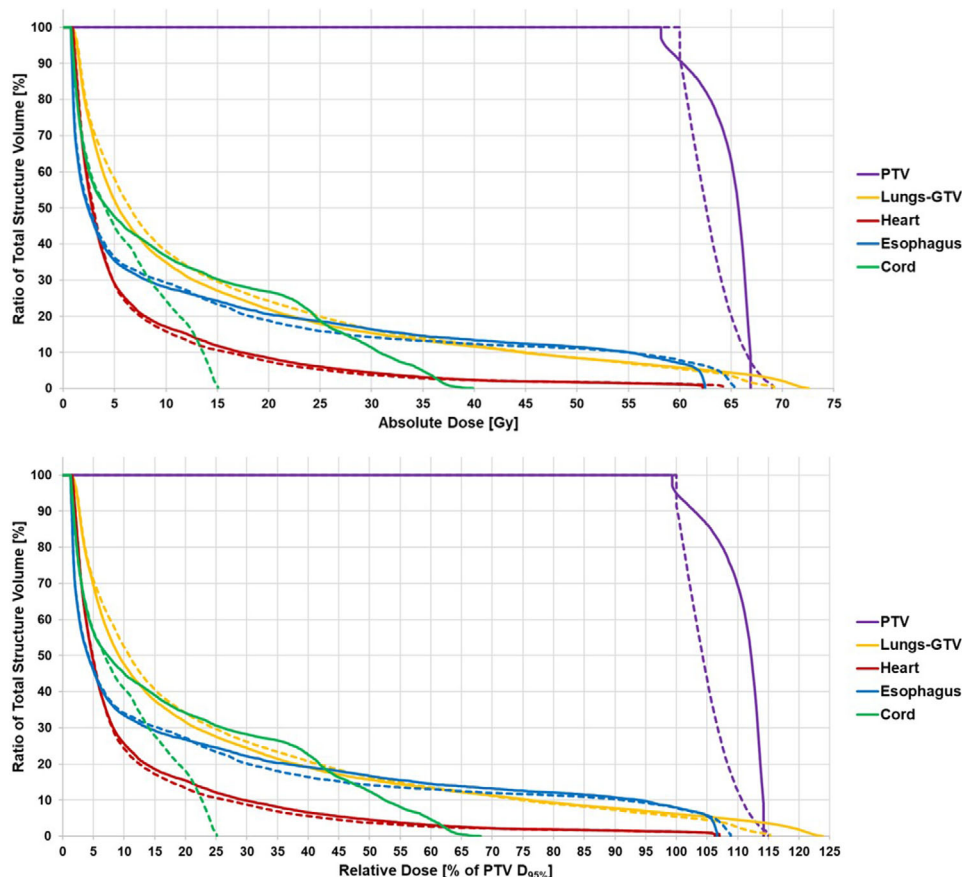 Ratio of Total Structure Volume [%]
100
90
80
70
60
50
40
30
20
10
0
0 5 10 15 20 25 30 35 40 45 50 55 60 65 70 75 80
Absolute Dose [Gy]
PTV
Lungs-GTV
Heart
Esophagus
Cord
Ratio of Total Structure Volume [%]
100
90
80
70
60
50
40
30
20
10
0
0 5 10 15 20 25 30 35 40 45 50 55 60 65 70 75 80 85 90 95 100 105 110 115 120 125
Relative Dose [% of PTV D95%]
PTV
Lungs-GTV
Heart
Esophagus
Cord